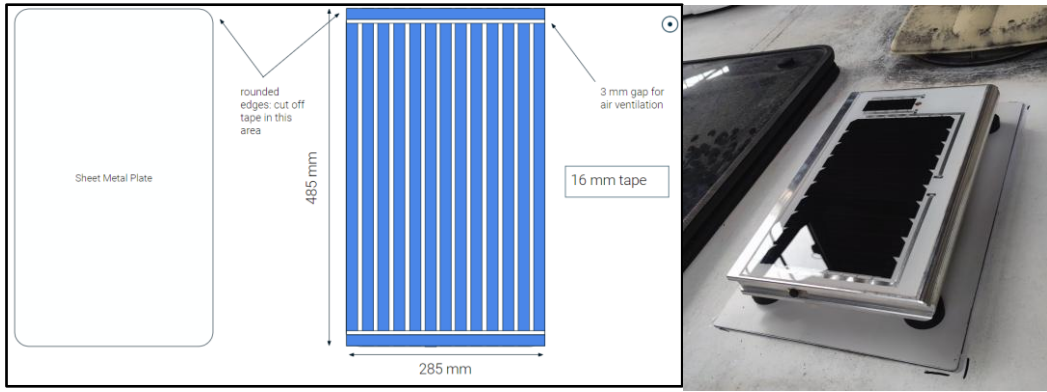 Sheet Metal Plate
rounded
edges: cut off
tape in this
area
485 mm
285 mm
3 mm gap for
air ventilation
16 mm tape